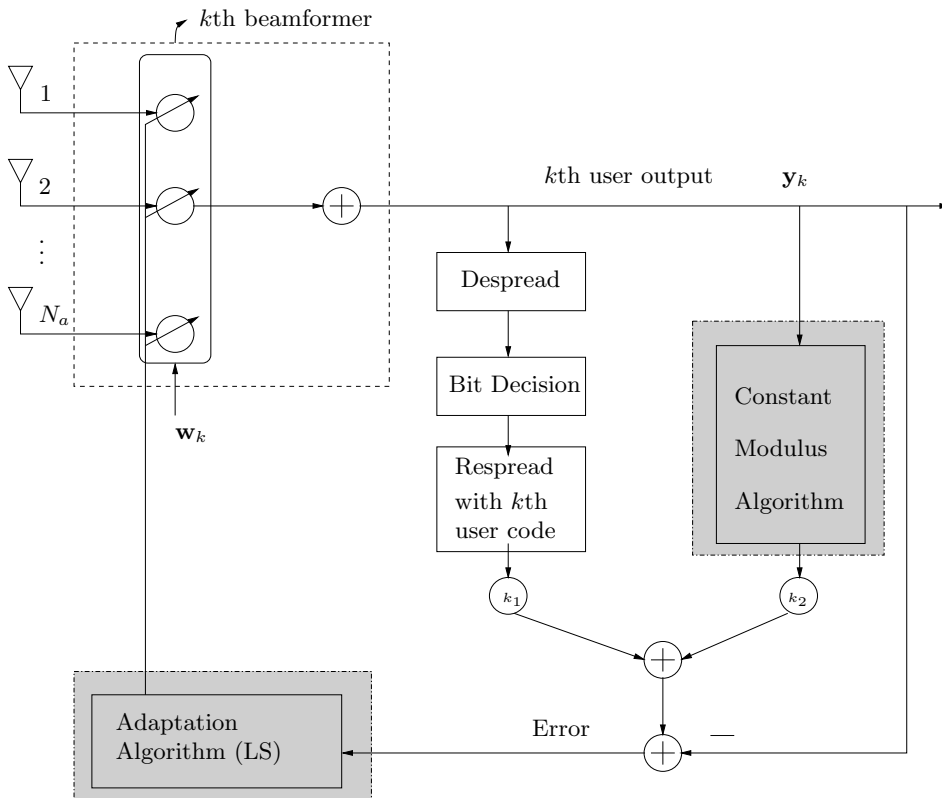 kth beamformer
1
2
⋮
N_a
w_k
kth user output
y_k
Despread
Bit Decision
Respread
with kth
user code
Constant
Modulus
Algorithm
k_1
k_2
Adaptation
Algorithm (LS)
Error
—